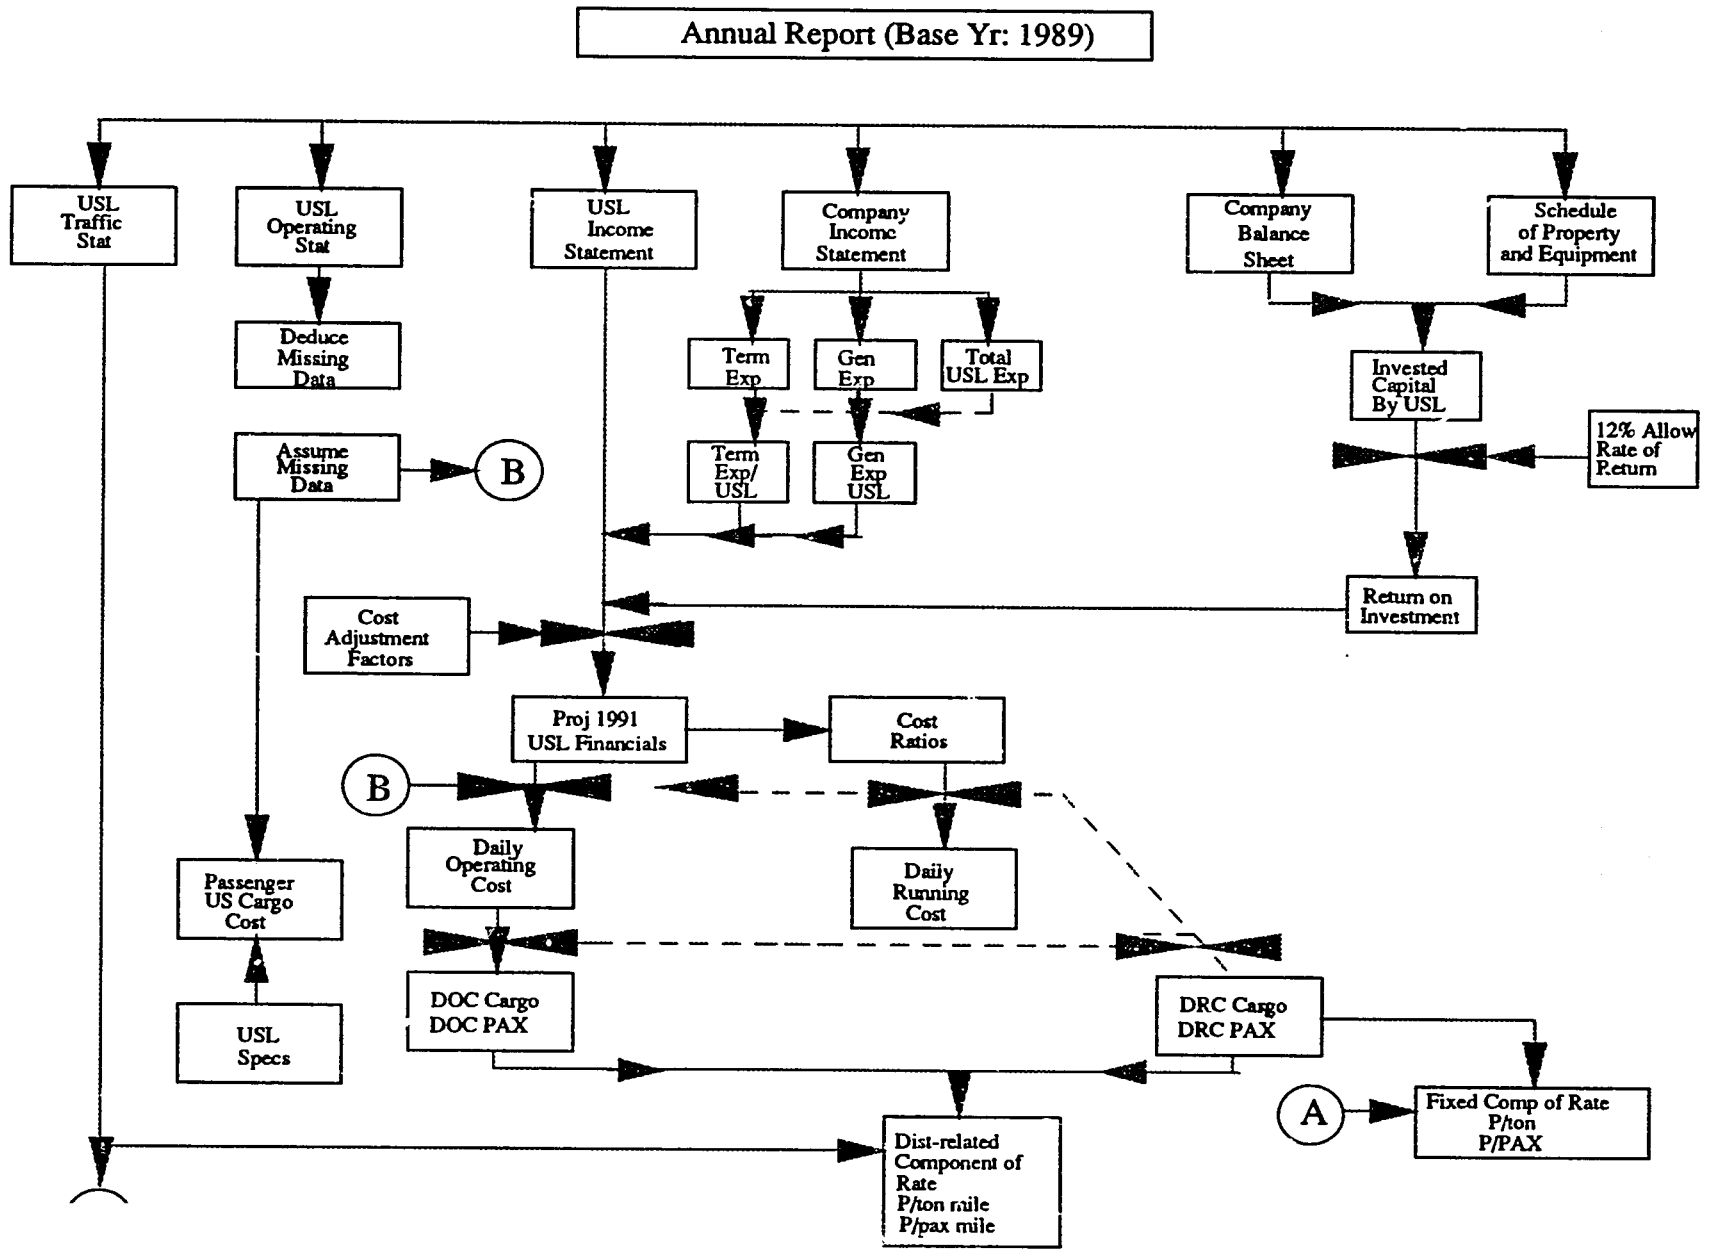 Annual Report (Base Yr: 1989)
USL
Traffic
Stat
USL
Operating
Stat
USL
Income
Statement
Company
Income
Statement
Company
Balance
Sheet
Schedule
of Property
and Equipment
Deduce
Missing
Data
Term
Exp
Gen
Exp
Total
USL Exp
Invested
Capital
By USL
Assume
Missing
Data
B
Term
Exp/
USL
Gen
Exp
USL
12% Allow
Rate of
Return
Cost
Adjustment
Factors
Return on
Investment
Proj 1991
USL Financials
Cost
Ratios
B
Daily
Operating
Cost
Daily
Running
Cost
Passenger
US Cargo
Cost
USL
Specs
DOC Cargo
DOC PAX
DRC Cargo
DRC PAX
A
Fixed Comp of Rate
P/ton
P/PAX
Dist-related
Component of
Rate
P/ton mile
P/pax mile